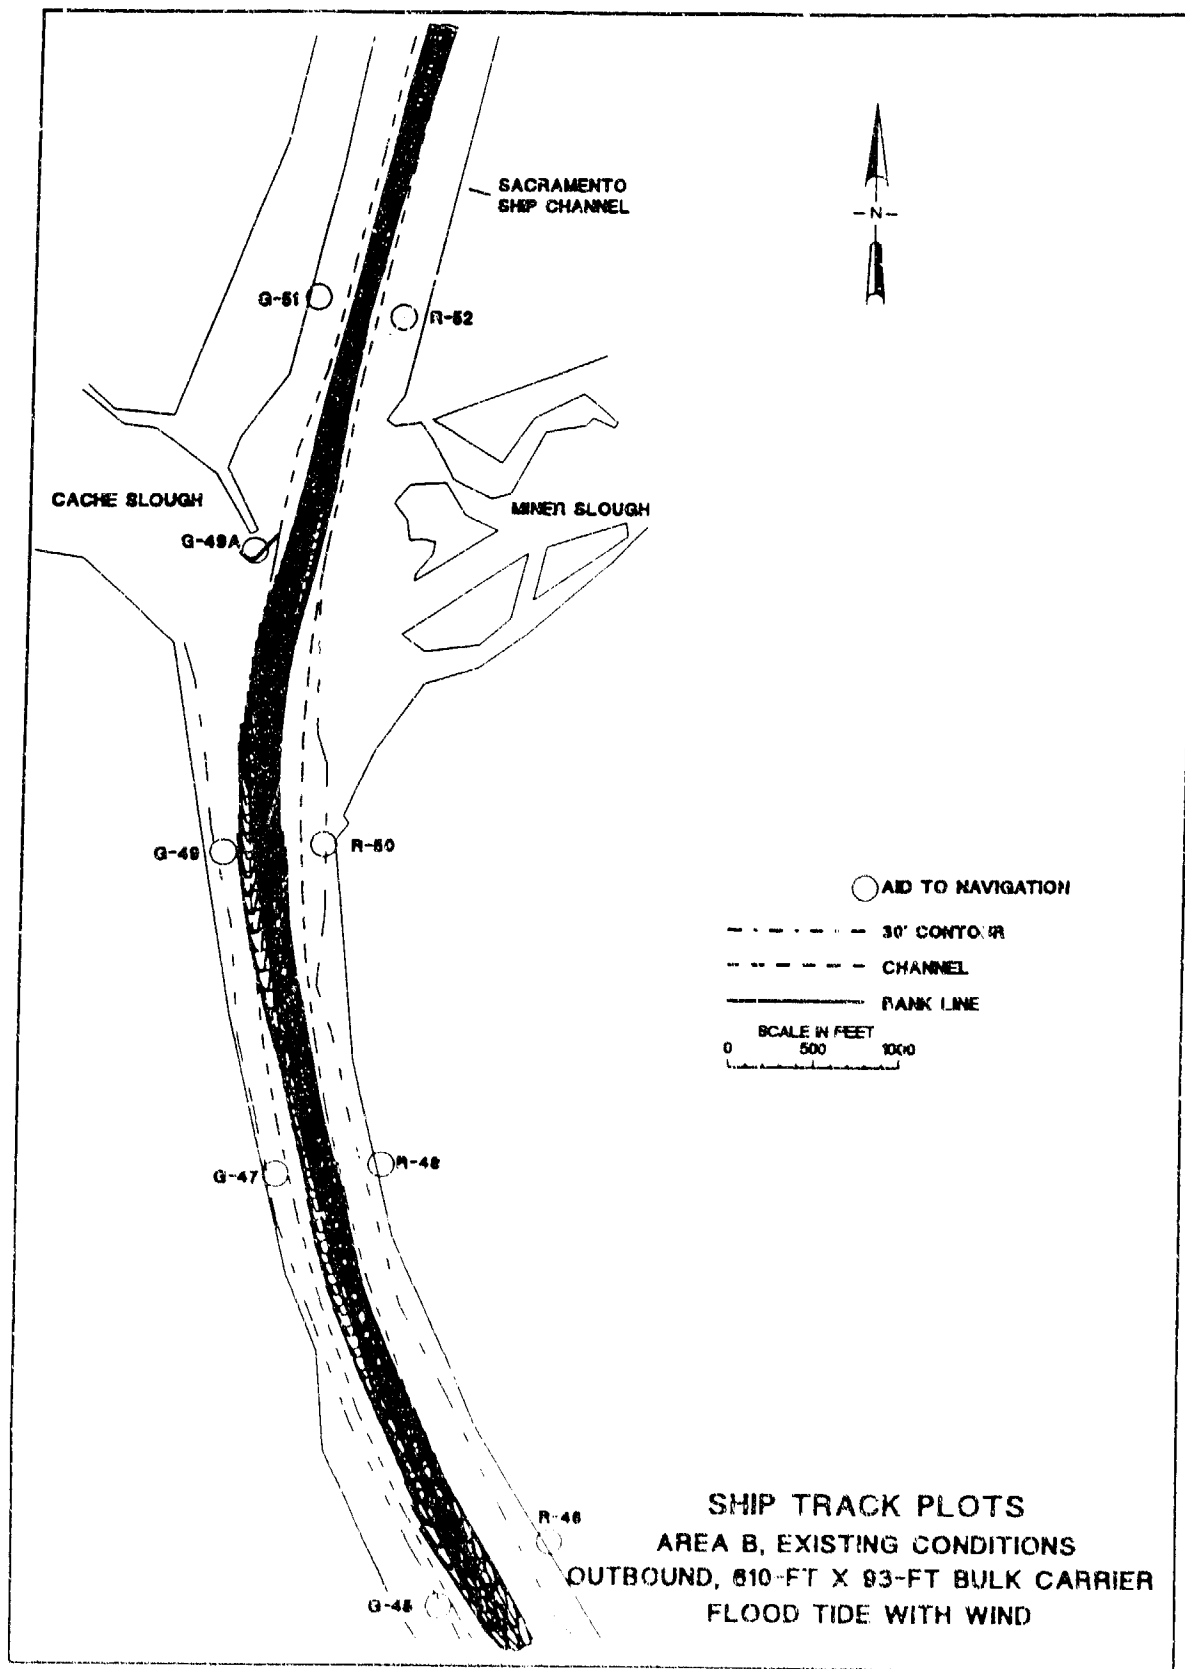 SACRAMENTO
SHIP CHANNEL
-N-
G-51
R-52
CACHE SLOUGH
MINER SLOUGH
G-49A
G-49
R-50
AID TO NAVIGATION
30' CONTOUR
CHANNEL
BANK LINE
SCALE IN FEET
0 500 1000
G-47
R-48
R-46
G-45
SHIP TRACK PLOTS
AREA B, EXISTING CONDITIONS
OUTBOUND, 610-FT X 93-FT BULK CARRIER
FLOOD TIDE WITH WIND